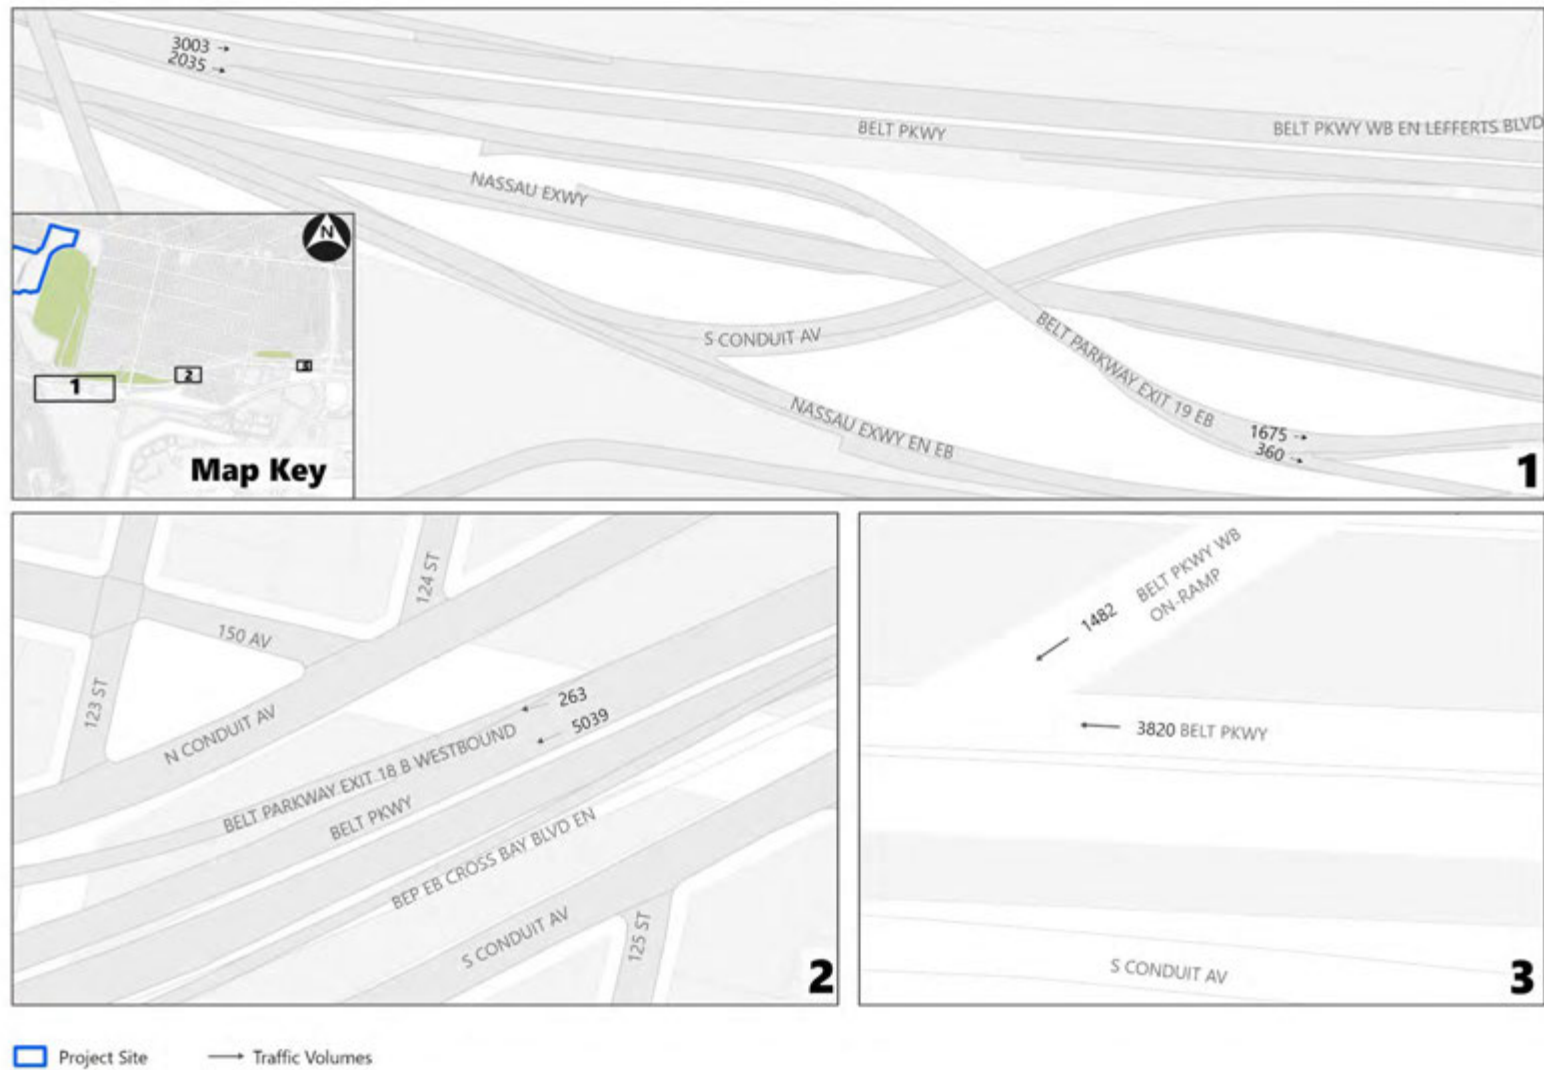 3003
2035
BELT PKWY
BELT PKWY WB EN LEFFERTS BLVD
NASSAU EXWY
N
S CONDUIT AV
BELT PARKWAY EXIT 19 EB
1
2
NASSAU EXWY EN EB
1675
360
Map Key
1
124 ST
150 AV
123 ST
N CONDUIT AV
263
5039
BELT PARKWAY EXIT 18 B WESTBOUND
BELT PKWY
BEP EB CROSS BAY BLVD EN
S CONDUIT AV
125 ST
2
BELT PKWY WB
ON-RAMP
1482
3820 BELT PKWY
S CONDUIT AV
3
Project Site
Traffic Volumes